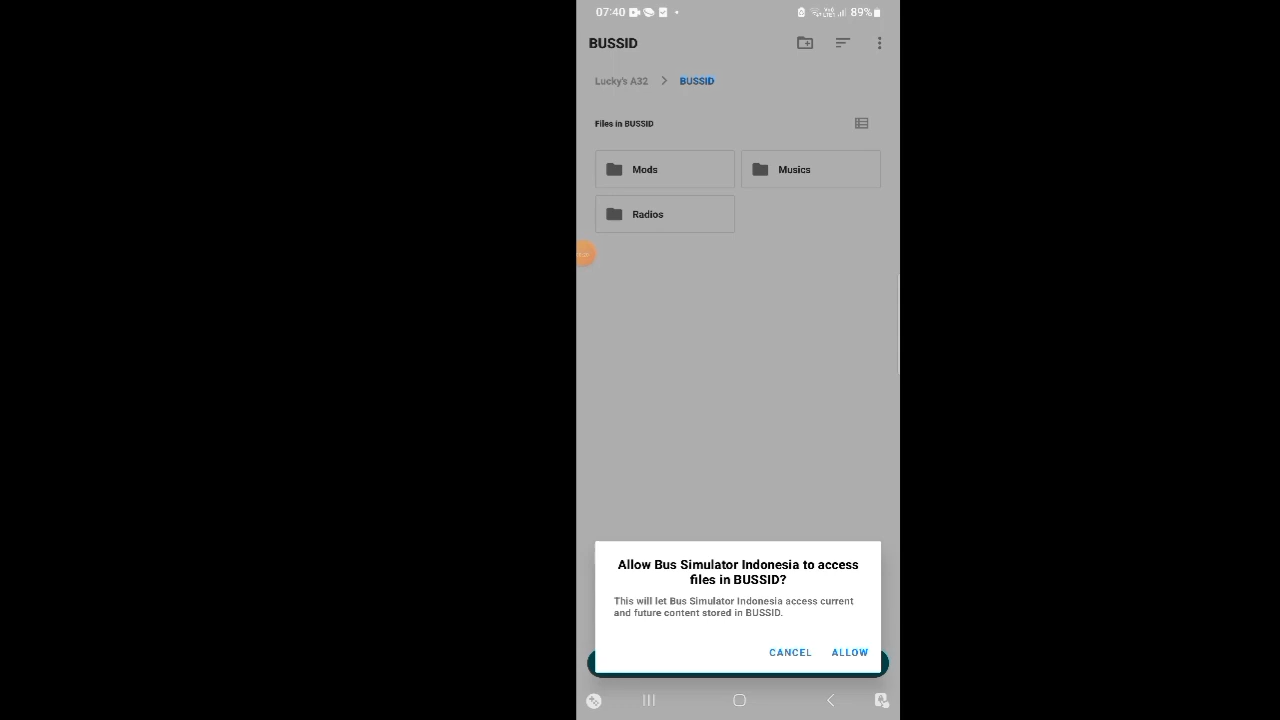 07:40
89%
BUSSID
Lucky's A32 > BUSSID
Files in BUSSID
Mods
Musics
Radios
Allow Bus Simulator Indonesia to access
files in BUSSID?
This will let Bus Simulator Indonesia access current
and future content stored in BUSSID.
CANCEL ALLOW